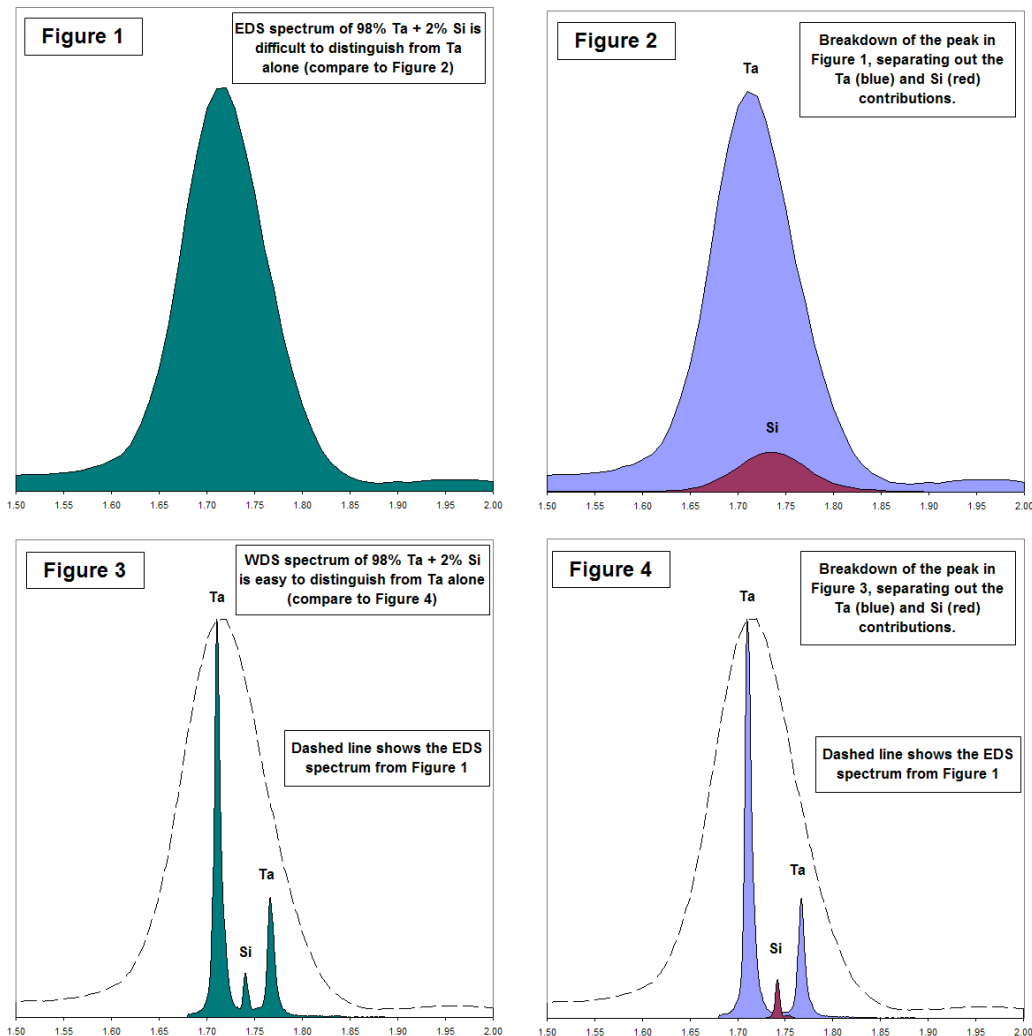 Figure 1
EDS spectrum of 98% Ta + 2% Si is
difficult to distinguish from Ta
alone (compare to Figure 2)
1.50 1.55 1.60 1.65 1.70 1.75 1.80 1.85 1.90 1.95 2.00
Figure 2
Breakdown of the peak in
Figure 1, separating out the
Ta (blue) and Si (red)
contributions.
Ta
Si
1.50 1.55 1.60 1.65 1.70 1.75 1.80 1.85 1.90 1.95 2.00
Figure 3
WDS spectrum of 98% Ta + 2% Si
is easy to distinguish from Ta alone
(compare to Figure 4)
Ta
Dashed line shows the EDS
spectrum from Figure 1
Ta
Si
1.50 1.55 1.60 1.65 1.70 1.75 1.80 1.85 1.90 1.95 2.00
Figure 4
Breakdown of the peak in
Figure 3, separating out the
Ta (blue) and Si (red)
contributions.
Ta
Dashed line shows the EDS
spectrum from Figure 1
Ta
Si
1.50 1.55 1.60 1.65 1.70 1.75 1.80 1.85 1.90 1.95 2.00